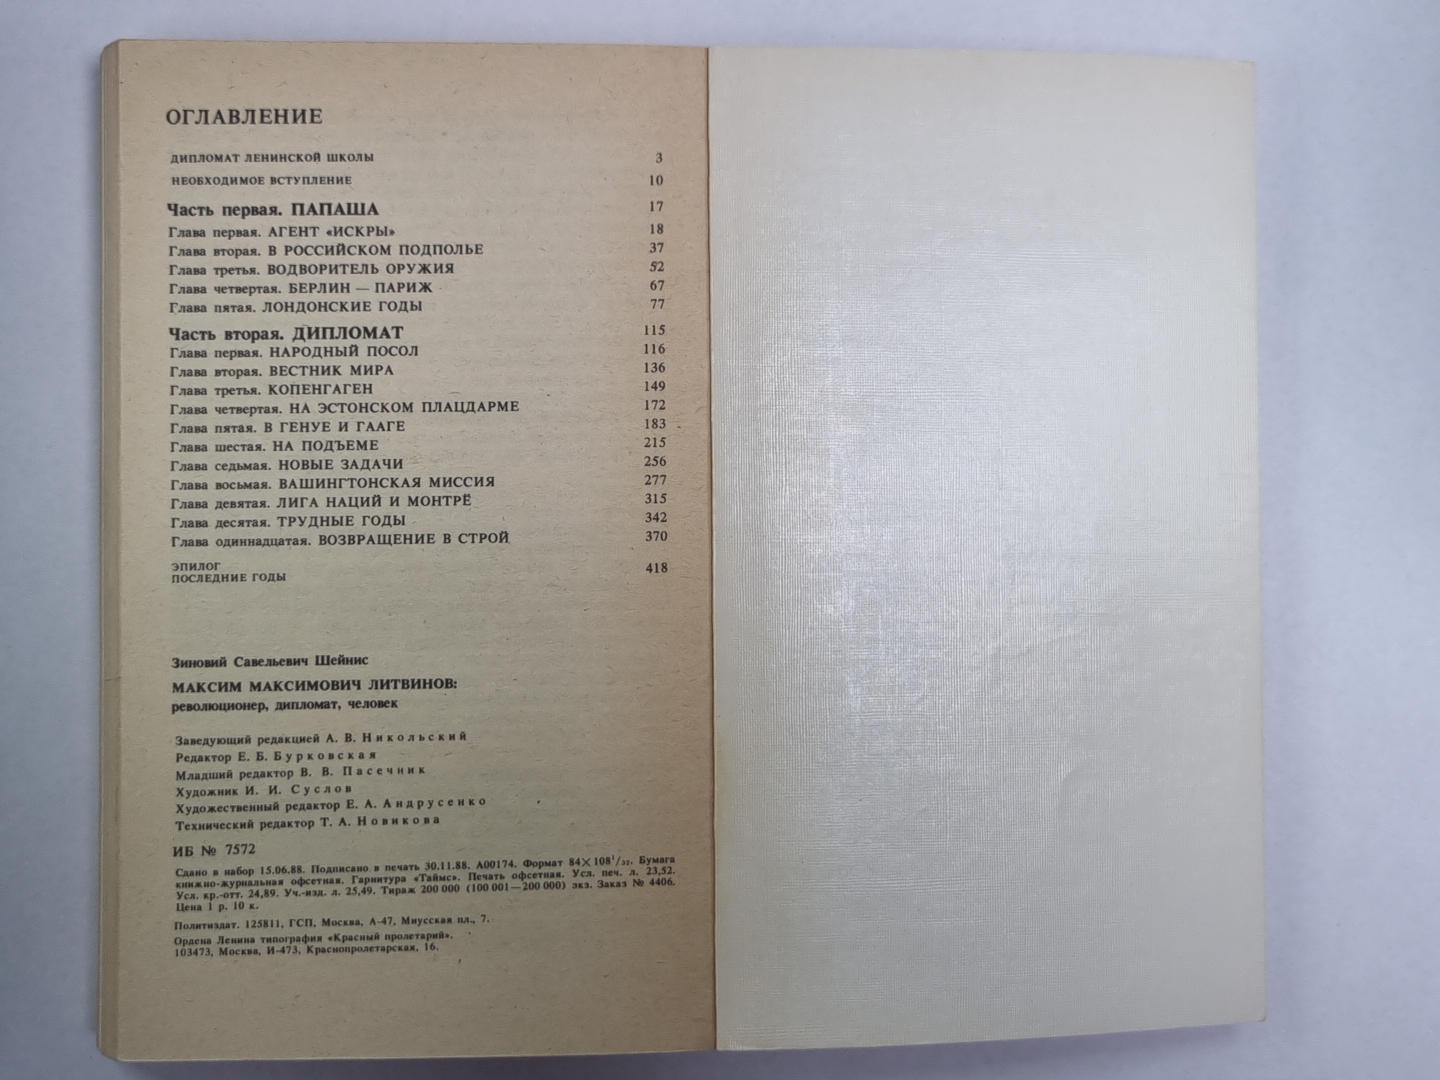 ОГЛАВЛЕНИЕ
ДИПЛОМАТ ЛЕНИНСКОЙ ШКОЛЫ 3
НЕОБХОДИМОЕ ВСТУПЛЕНИЕ 10
Часть первая. ПАПАША 17
Глава первая. АГЕНТ «ИСКРЫ» 18
Глава вторая. В РОССИЙСКОМ ПОДПОЛЬЕ 37
Глава третья. ВОДВОРИТЕЛЬ ОРУЖИЯ 52
Глава четвертая. БЕРЛИН — ПАРИЖ 67
Глава пятая. ЛОНДОНСКИЕ ГОДЫ 77
Часть вторая. ДИПЛОМАТ 115
Глава первая. НАРОДНЫЙ ПОСОЛ 116
Глава вторая. ВЕСТНИК МИРА 136
Глава третья. КОПЕНГАГЕН 149
Глава четвертая. НА ЭСТОНСКОМ ПЛАЦДАРМЕ 172
Глава пятая. В ГЕНУЕ И ГААГЕ 183
Глава шестая. НА ПОДЪЕМЕ 215
Глава седьмая. НОВЫЕ ЗАДАЧИ 256
Глава восьмая. ВАШИНГТОНСКАЯ МИССИЯ 277
Глава девятая. ЛИГА НАЦИЙ И МОНТРЁ 315
Глава десятая. ТРУДНЫЕ ГОДЫ 342
Глава одиннадцатая. ВОЗВРАЩЕНИЕ В СТРОЙ 370
ЭПИЛОГ
ПОСЛЕДНИЕ ГОДЫ 418
Зиновий Савельевич Шейнис
МАКСИМ МАКСИМОВИЧ ЛИТВИНОВ:
революционер, дипломат, человек
Заведующий редакцией А. В. Никольский
Редактор Е. Б. Бурковская
Младший редактор В. В. Пасечник
Художник И. И. Суслов
Художественный редактор Е. А. Андрусенко
Технический редактор Т. А. Новикова
ИБ № 7572
Сдано в набор 15.06.88. Подписано в печать 30.11.88. А00174. Формат 84×108¹/₃₂. Бумага
книжно-журнальная офсетная. Гарнитура «Таймс». Печать офсетная. Усл. печ. л. 23,52.
Усл. кр.-отт. 24,89. Уч.-изд. л. 25,49. Тираж 200 000 (100 001—200 000) экз. Заказ № 4406.
Цена 1 р. 10 к.
Политиздат. 125811, ГСП, Москва, А-47, Миусская пл., 7.
Ордена Ленина типография «Красный пролетарий».
103473, Москва, И-473, Краснопролетарская, 16.